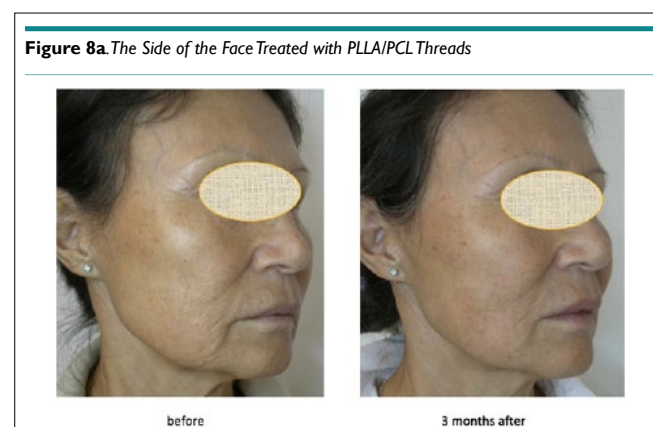 Figure 8a. The Side of the Face Treated with PLLA/PCL Threads
before
3 months after